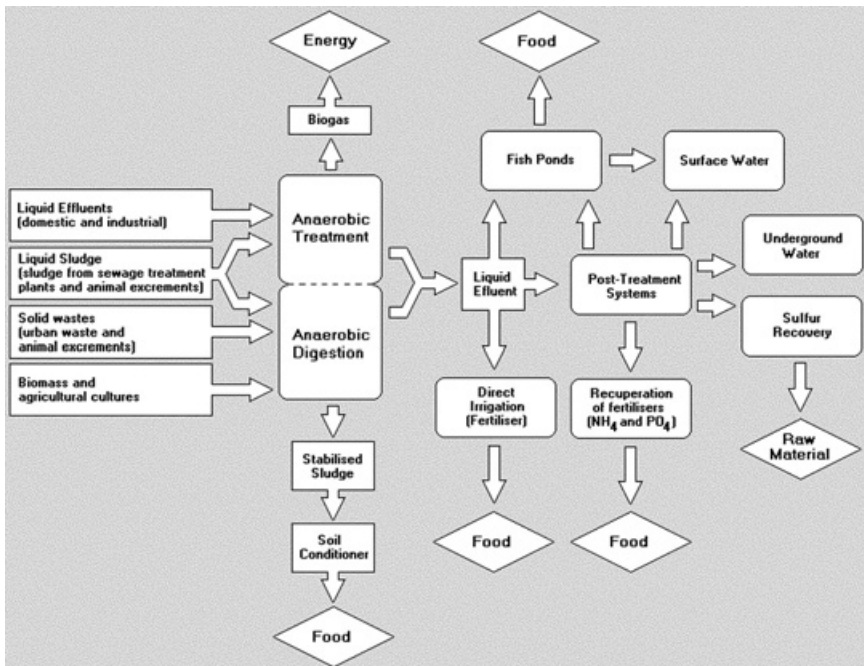 Energy
Food
Biogas
Fish Ponds
Surface Water
Liquid Effluents
(domestic and industrial)
Anaerobic
Treatment
Liquid Sludge
(sludge from sewage treatment
plants and animal excrements)
Underground
Water
Liquid
Efluent
Post-Treatment
Systems
Solid wastes
(urban waste and
animal excrements)
Anaerobic
Digestion
Sulfur
Recovery
Biomass and
agricultural cultures
Direct
Irrigation
(Fertiliser)
Recuperation
of fertilisers
(NH4 and PO4)
Raw
Material
Stabilised
Sludge
Soil
Conditioner
Food
Food
Food